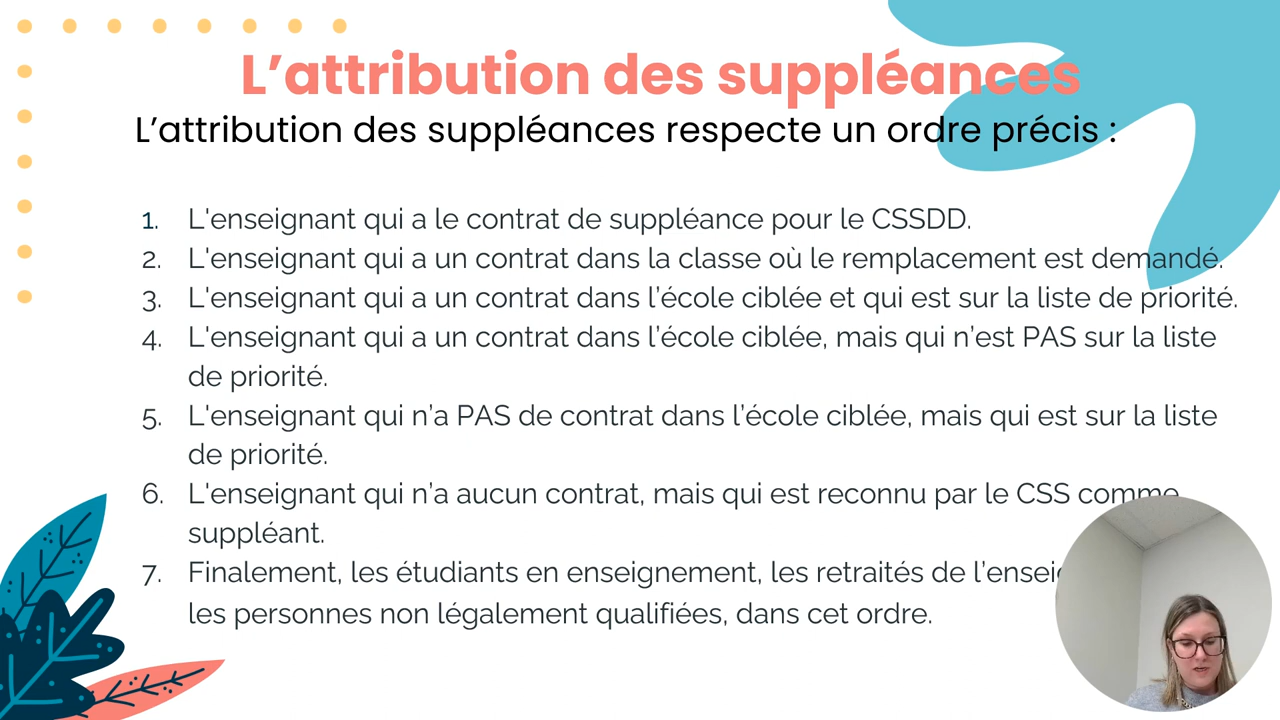 L’attribution des suppléances
L’attribution des suppléances respecte un ordre précis :
1. L'enseignant qui a le contrat de suppléance pour le CSSDD.
2. L'enseignant qui a un contrat dans la classe où le remplacement est demandé.
3. L'enseignant qui a un contrat dans l’école ciblée et qui est sur la liste de priorité.
4. L'enseignant qui a un contrat dans l’école ciblée, mais qui n’est PAS sur la liste
de priorité.
5. L'enseignant qui n’a PAS de contrat dans l’école ciblée, mais qui est sur la liste
de priorité.
6. L'enseignant qui n’a aucun contrat, mais qui est reconnu par le CSS comme
suppléant.
7. Finalement, les étudiants en enseignement, les retraités de
les personnes non légalement qualifiées, dans cet ordre.